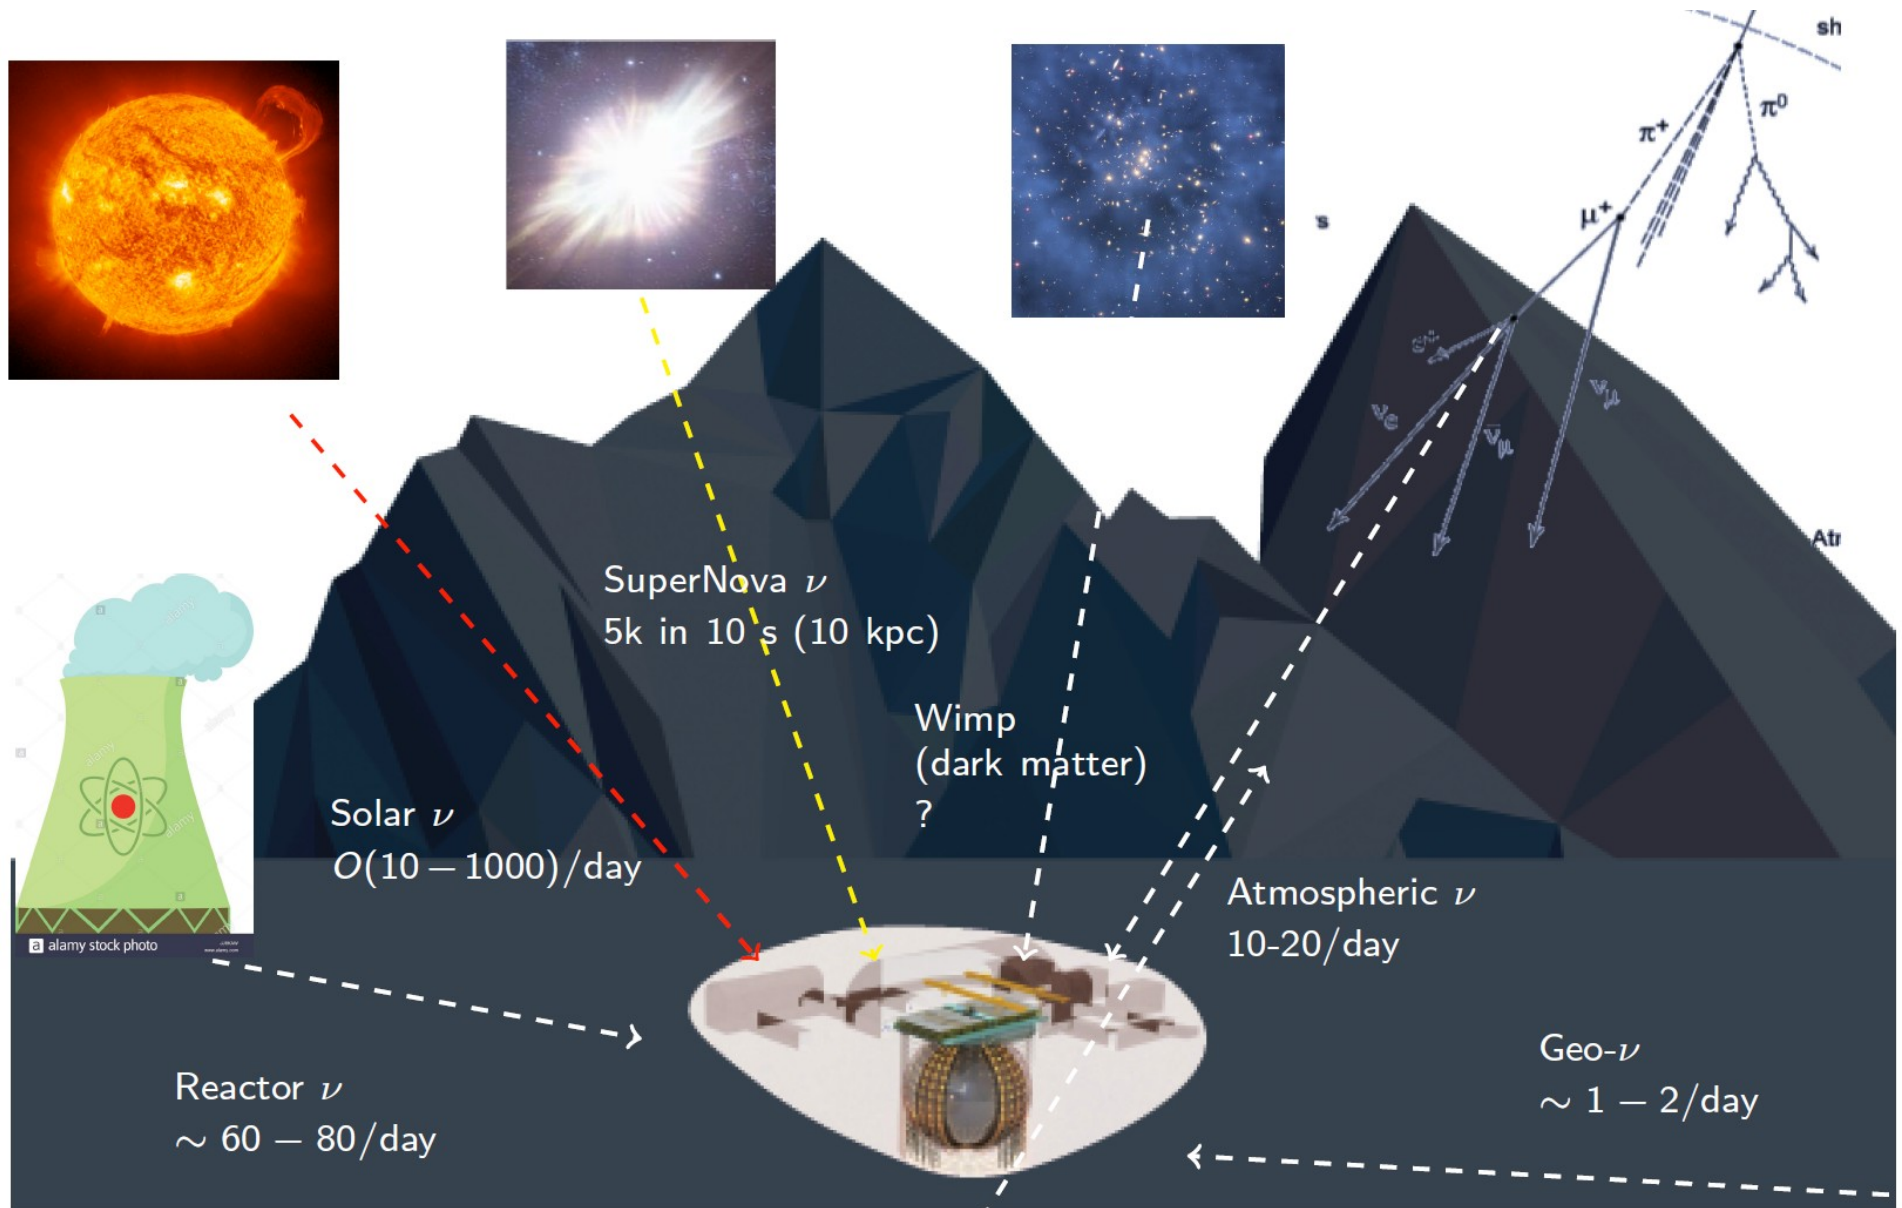 sh
π⁰
π⁺
μ⁺
's
e⁺
νμ
νe
ν̄μ
Atr
SuperNova ν
5k in 10 s (10 kpc)
Wimp
(dark matter)
?
Solar ν
O(10 − 1000)/day
Atmospheric ν
10-20/day
a alamy stock photo
Geo-ν
∼ 1 − 2/day
Reactor ν
∼ 60 − 80/day